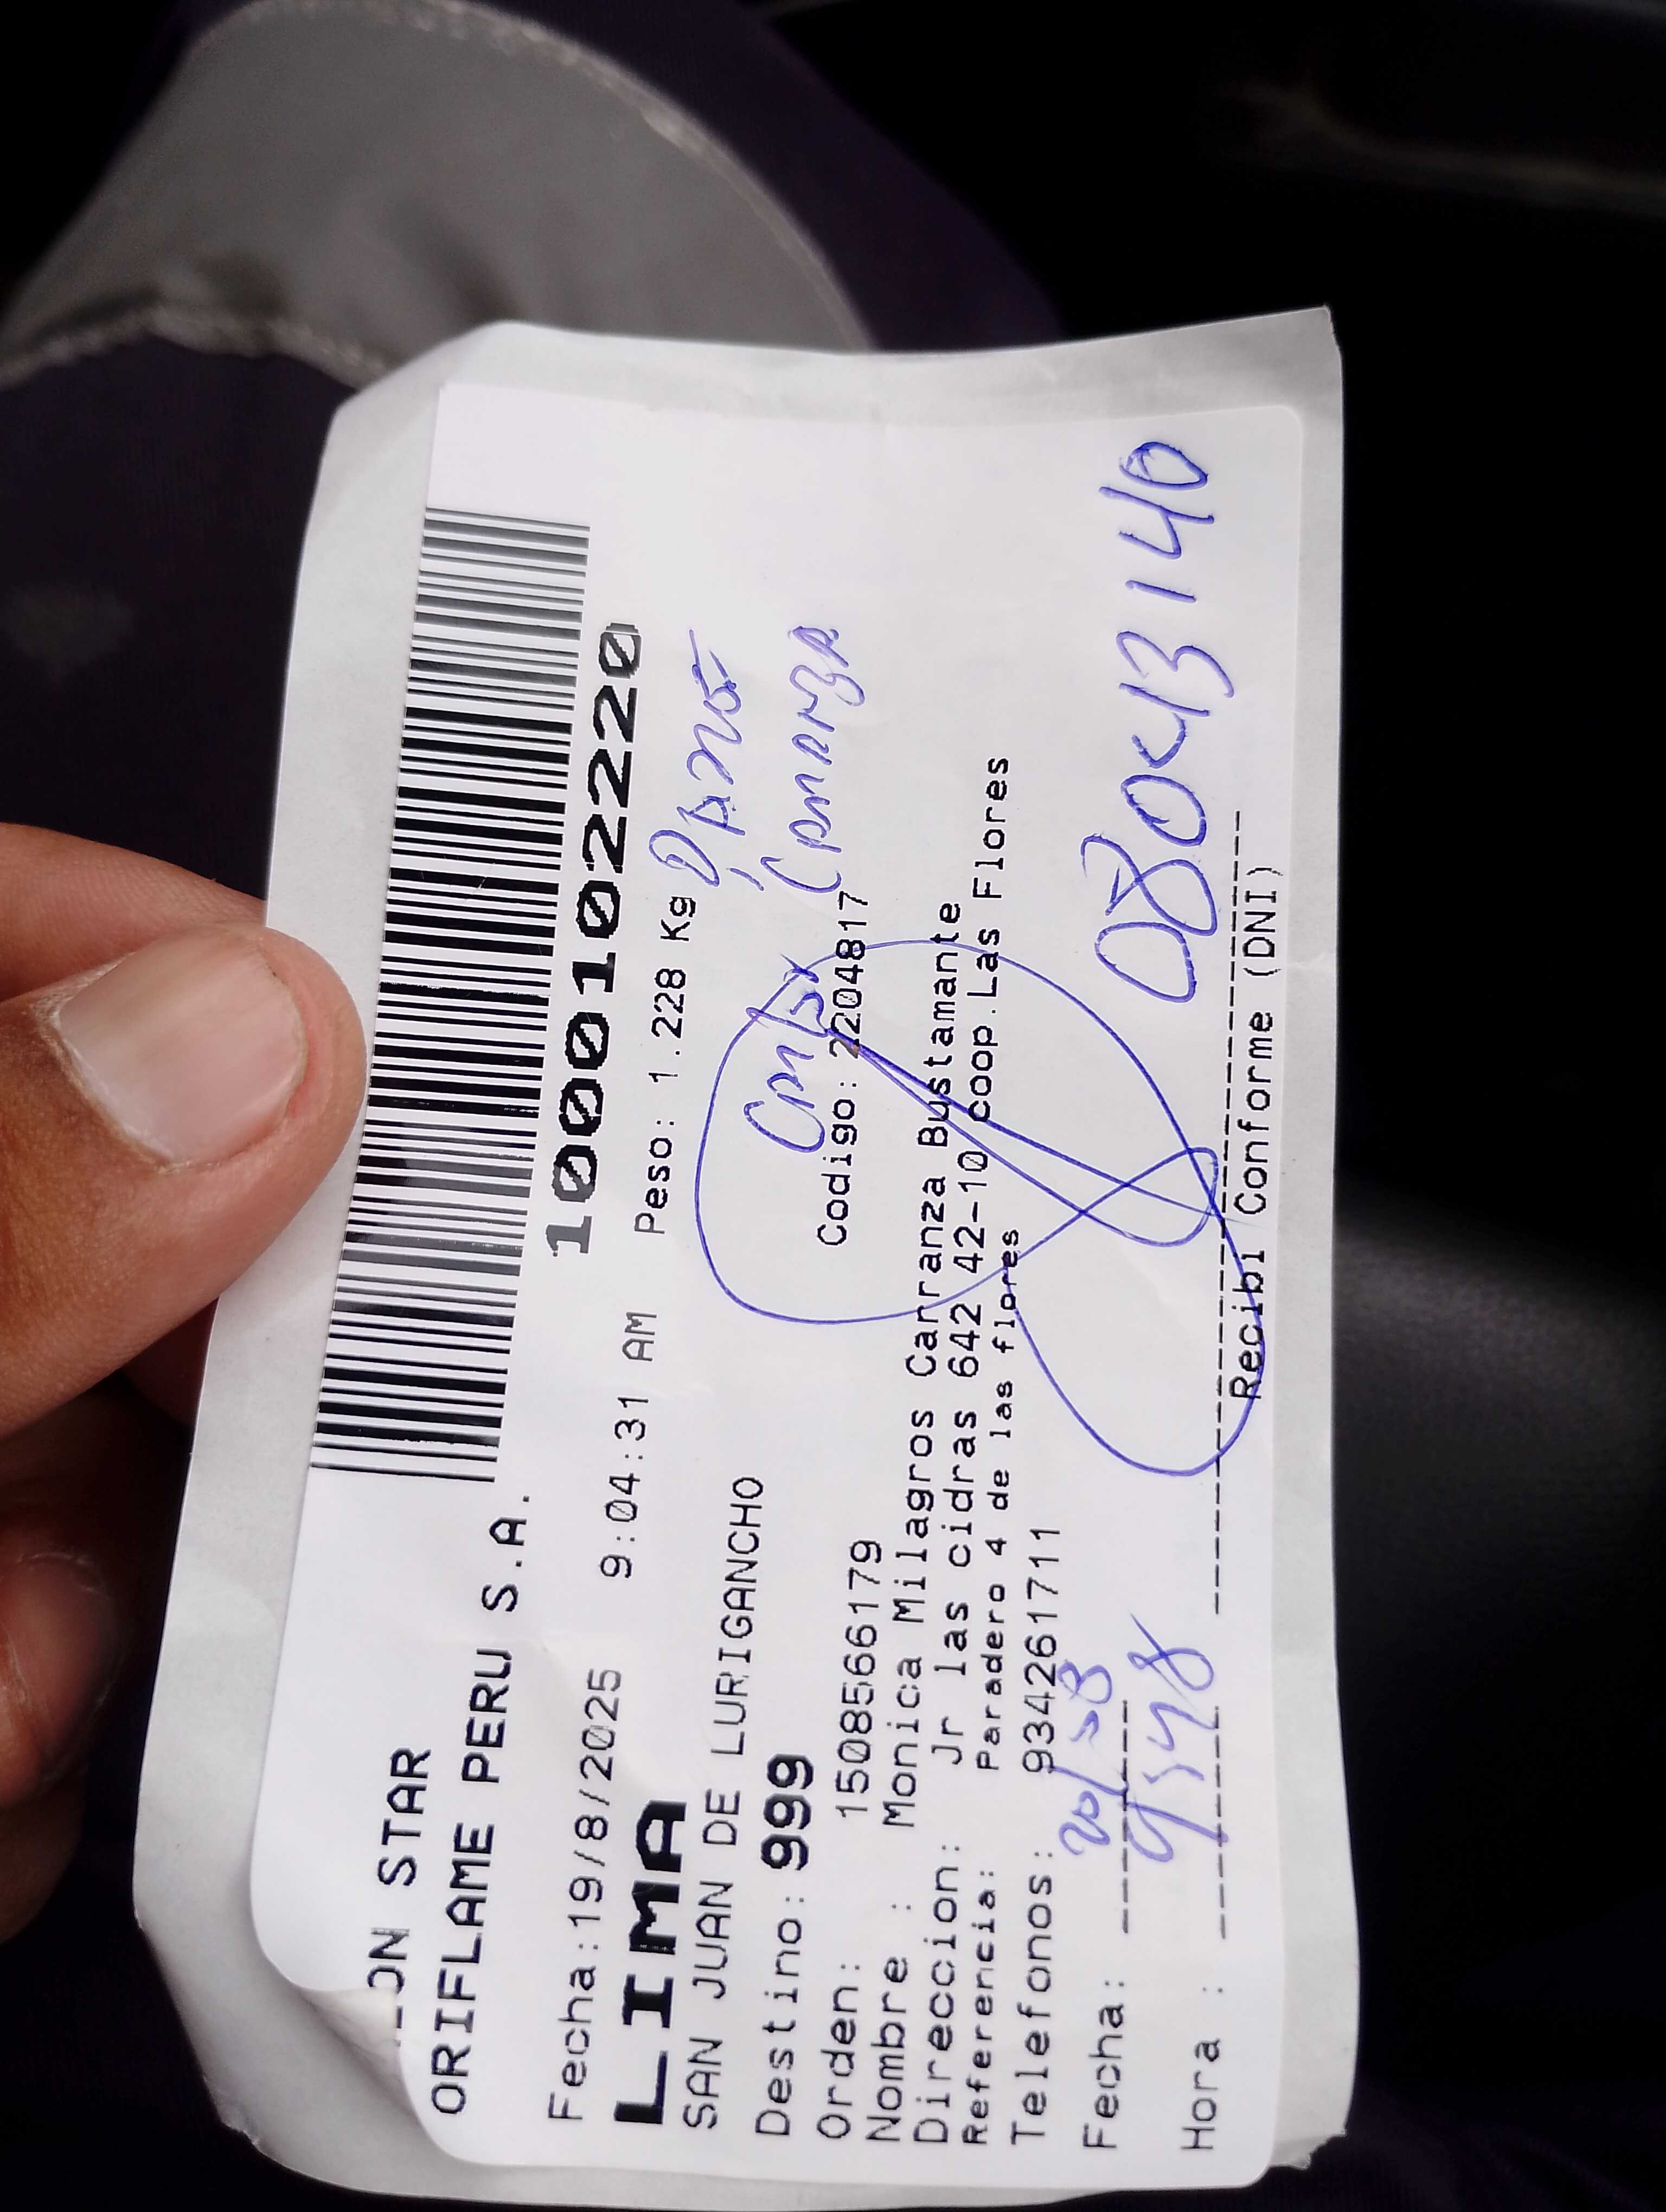 STAR
ORIFLAME PERU S.A.
10001022220
Fecha:19/8/2025 9:04:31 AM Peso: 1.228 Kg
LIMA
SAN JUAN DE LURIGANCHO
Destino: 999
Orden: 1508566179 Codigo: 2204817
Nombre : Monica Milagros Carranza Bustamante
Direccion: Jr las cidras 642 42-10 coop.Las Flores
Referencia: Paradero 4 de las flores
Telefonos: 934261711
Fecha:
Hora :
Recibi Conforme (DNI)